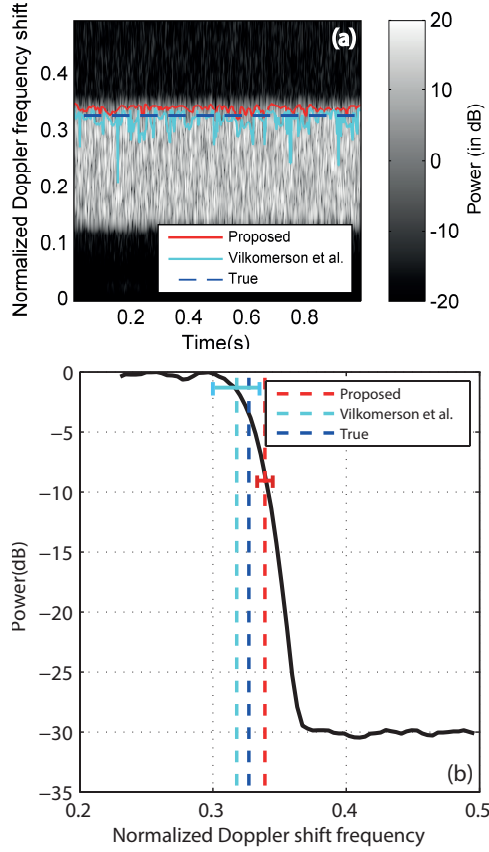 (a)
Normalized Doppler frequency shift
0.4
0.3
0.2
0.1
0
0.2 0.4 0.6 0.8
Time(s)
Proposed
Vilkomerson et al.
True
20
10
0
-10
-20
Power (in dB)
0
−5
−10
−15
−20
−25
−30
−35
Power(dB)
Proposed
Vilkomerson et al.
True
(b)
0.2 0.3 0.4 0.5
Normalized Doppler shift frequency